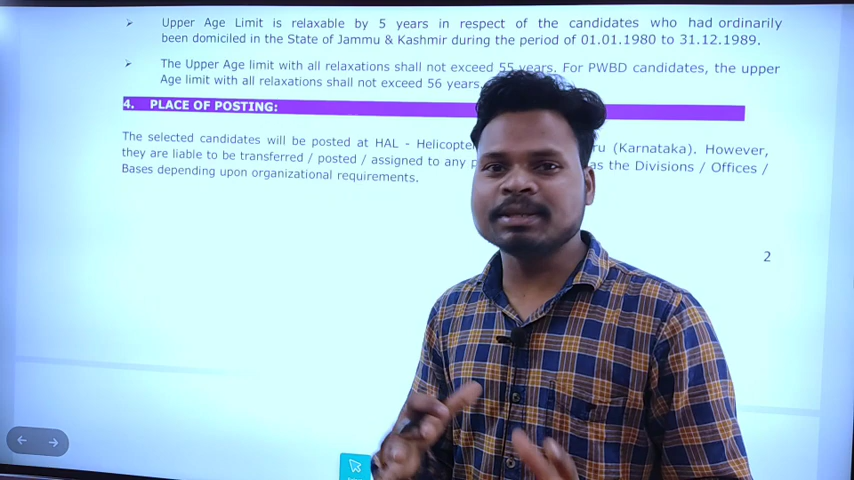 ➢ Upper Age Limit is relaxable by 5 years in respect of the candidates who had ordinarily
been domiciled in the State of Jammu & Kashmir during the period of 01.01.1980 to 31.12.1989.
➢ The Upper Age limit with all relaxations shall not exceed 55 years. For PWBD candidates, the upper
Age limit with all relaxations shall not exceed 56 years.
4. PLACE OF POSTING:
The selected candidates will be posted at HAL - Helicopte ru (Karnataka). However,
they are liable to be transferred / posted / assigned to any p as the Divisions / Offices /
Bases depending upon organizational requirements.
2